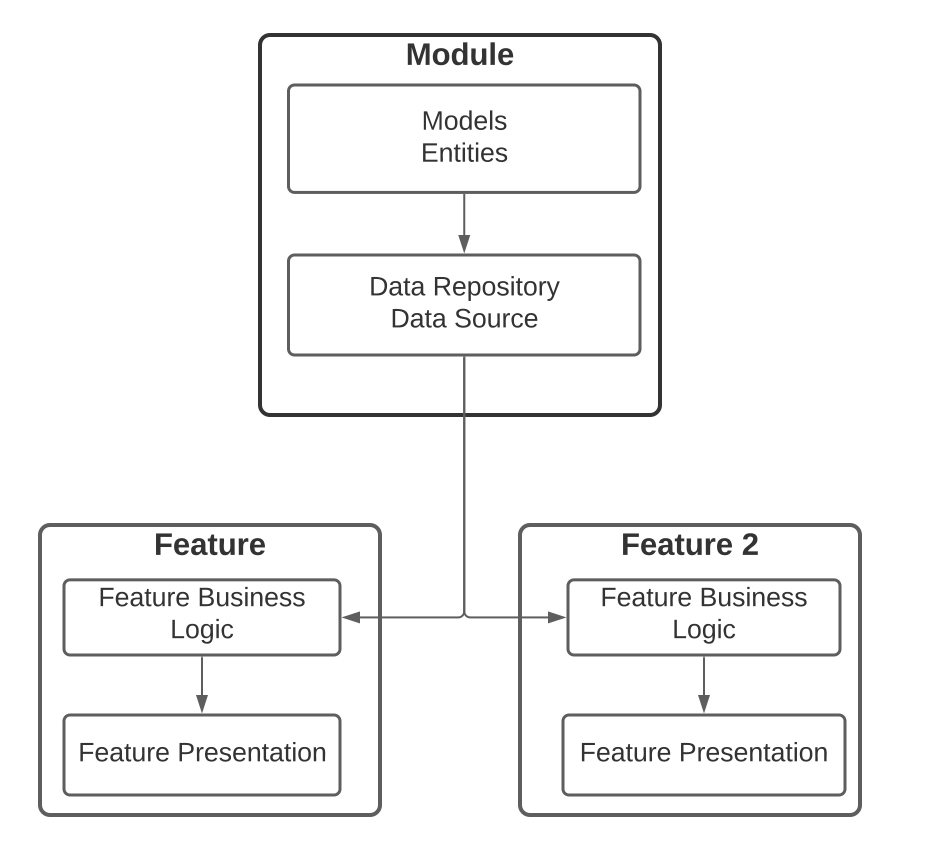 Module
Models
Entities
Data Repository
Data Source
Feature
Feature Business
Logic
Feature Presentation
Feature 2
Feature Business
Logic
Feature Presentation